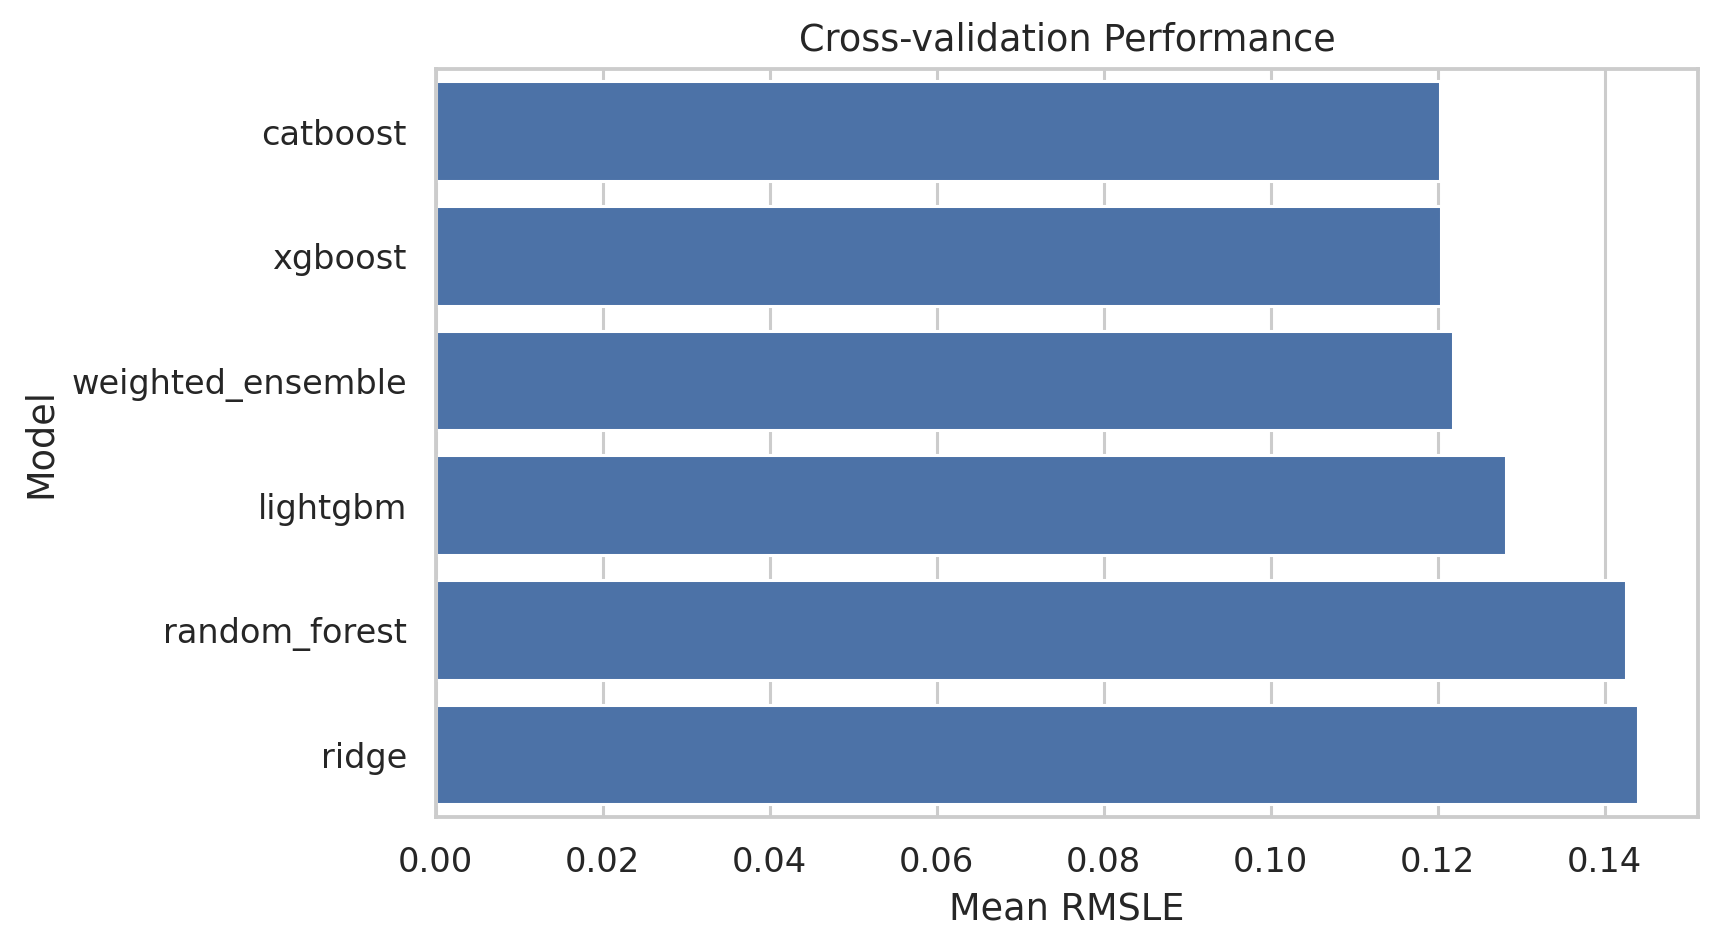 Cross-validation Performance
Model
catboost
xgboost
weighted_ensemble
lightgbm
random_forest
ridge
0.00 0.02 0.04 0.06 0.08 0.10 0.12 0.14
Mean RMSLE